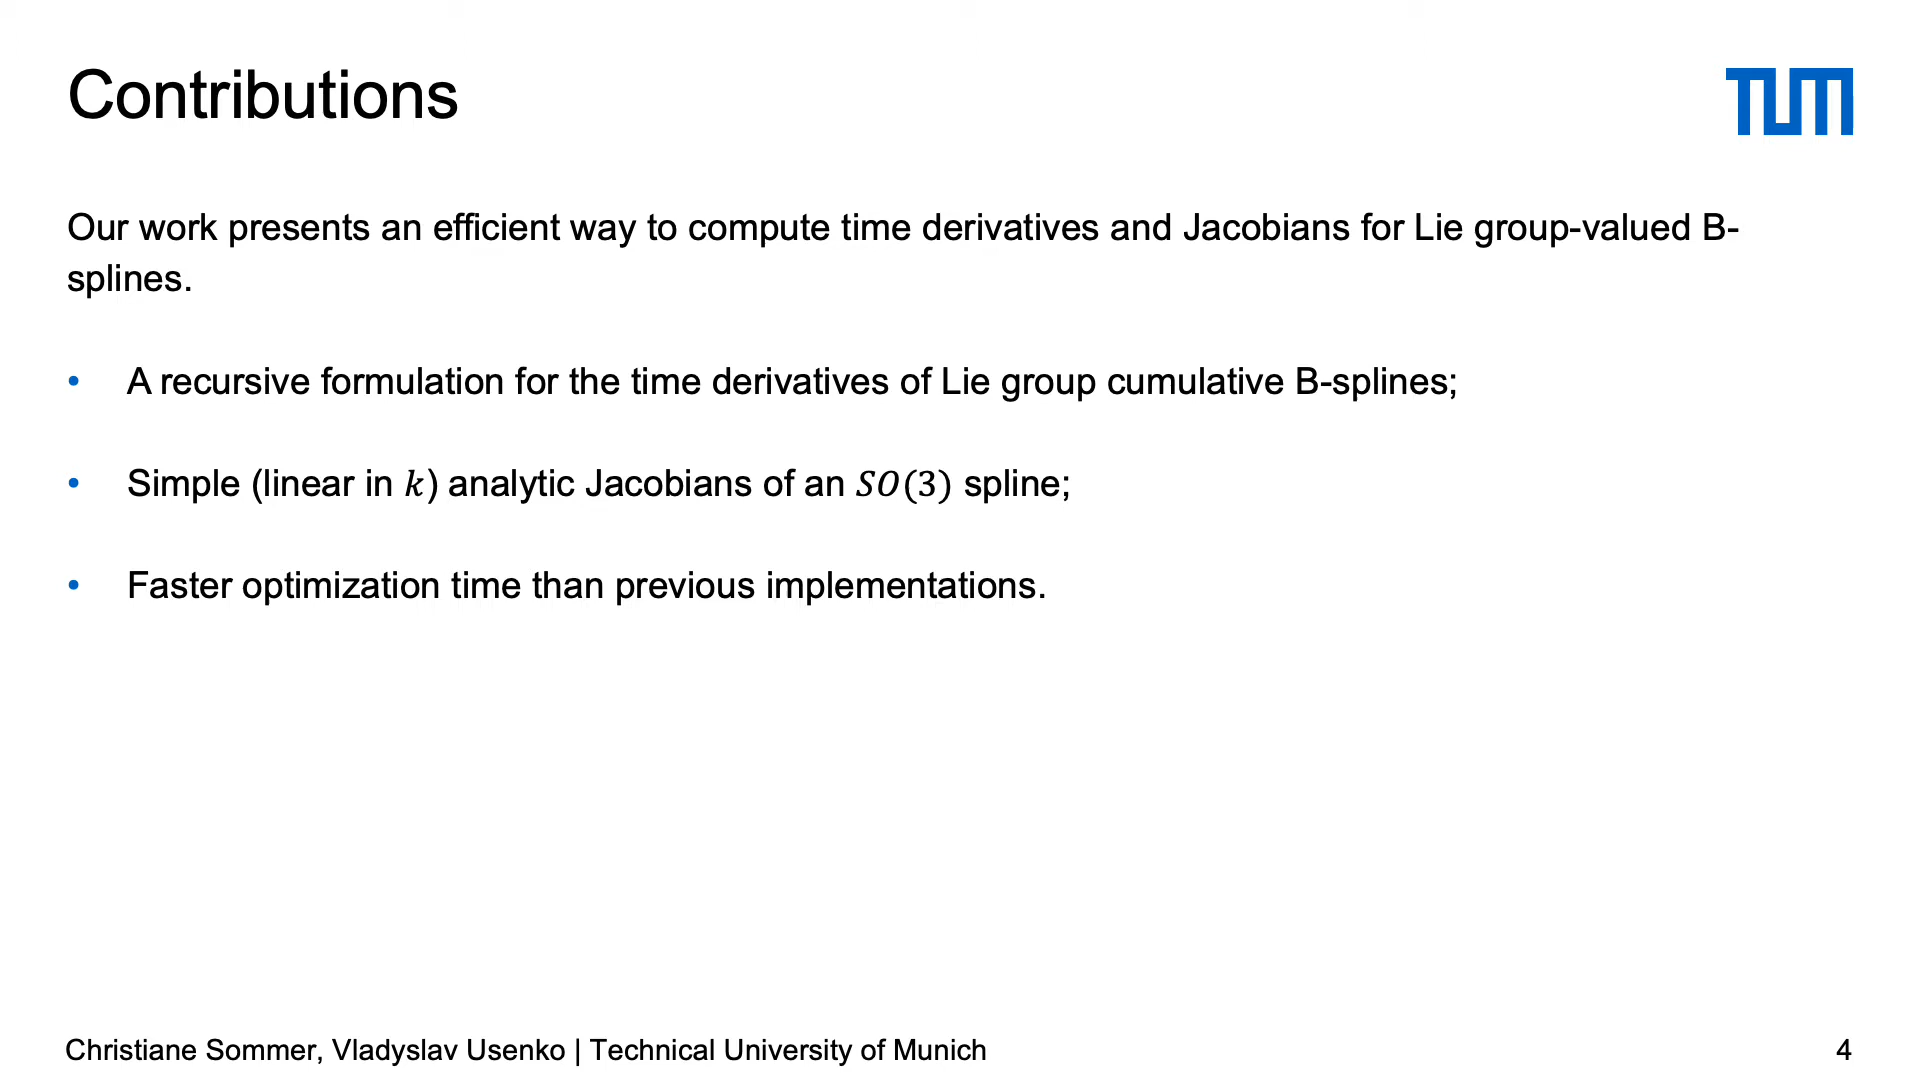 Contributions
TUM
Our work presents an efficient way to compute time derivatives and Jacobians for Lie group-valued B-
splines.
• A recursive formulation for the time derivatives of Lie group cumulative B-splines;
• Simple (linear in 𝑘) analytic Jacobians of an 𝑆𝑂(3) spline;
• Faster optimization time than previous implementations.
Christiane Sommer, Vladyslav Usenko | Technical University of Munich
4